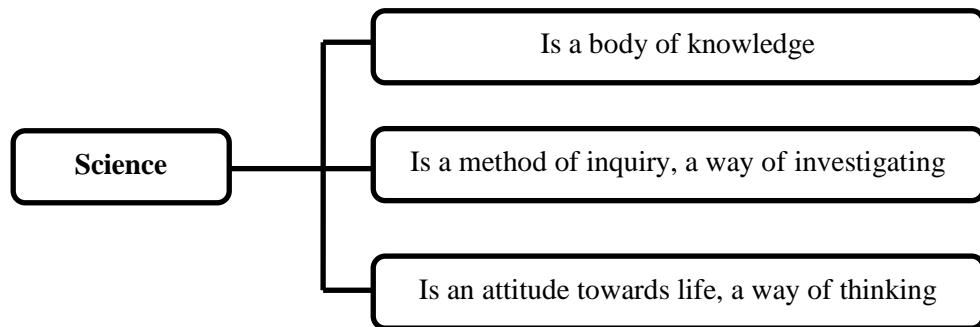 Is a body of knowledge
Science
Is a method of inquiry, a way of investigating
Is an attitude towards life, a way of thinking